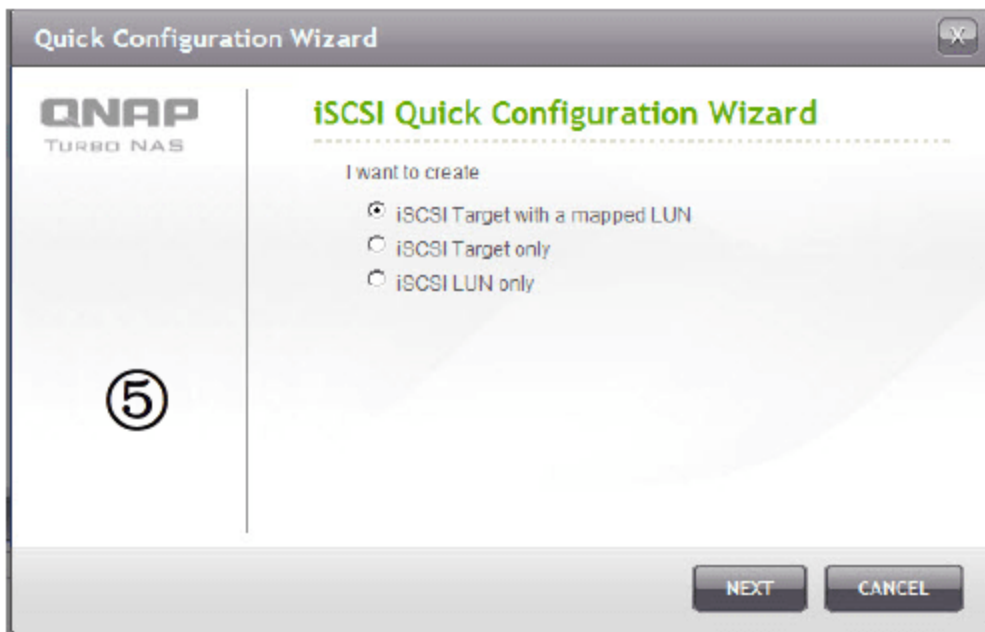 Quick Configuration Wizard
X
QNAP
TURBO NAS
iSCSI Quick Configuration Wizard
I want to create
iSCSI Target with a mapped LUN
iSCSI Target only
iSCSI LUN only
⑤
NEXT
CANCEL